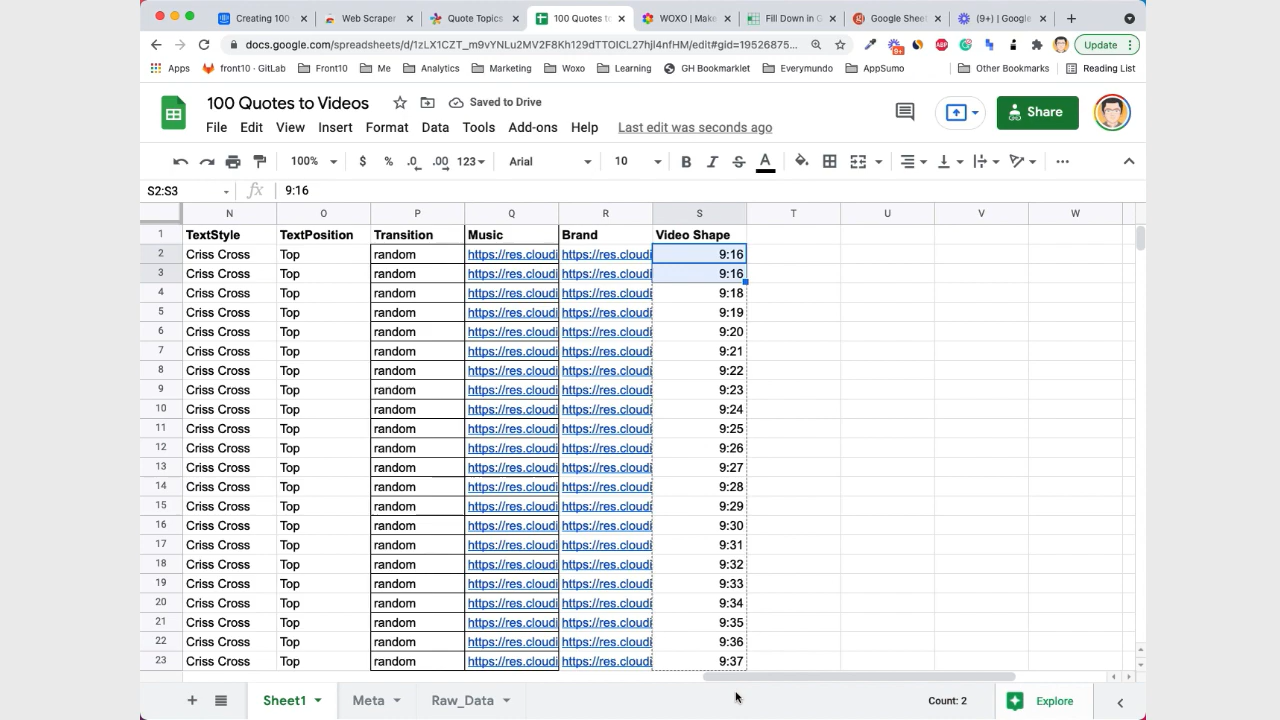 Creating 100
Web Scraper
Quote Topics
100 Quotes to
WOXO | Make
Fill Down in G
Google Shee
(9+) | Google
docs.google.com/spreadsheets/d/1zLX1CZT_m9vYNLu2MV2F8Kh129dTTOICL27hjl4nfHM/edit#gid=19526875...
9+
ABP
Update
Apps
front10 · GitLab
Front10
Me
Analytics
Marketing
Woxo
Learning
GH Bookmarklet
Everymundo
AppSumo
Other Bookmarks
Reading List
100 Quotes to Videos
Saved to Drive
File Edit View Insert Format Data Tools Add-ons Help Last edit was seconds ago
Share
100% $ % .0 .00 123 Arial 10 B I S A
S2:S3 fx 9:16
N O P Q R S T U V W
1 TextStyle TextPosition Transition Music Brand Video Shape
2 Criss Cross Top random https://res.cloudi https://res.cloudi 9:16
3 Criss Cross Top random https://res.cloudi https://res.cloudi 9:16
4 Criss Cross Top random https://res.cloudi https://res.cloudi 9:18
5 Criss Cross Top random https://res.cloudi https://res.cloudi 9:19
6 Criss Cross Top random https://res.cloudi https://res.cloudi 9:20
7 Criss Cross Top random https://res.cloudi https://res.cloudi 9:21
8 Criss Cross Top random https://res.cloudi https://res.cloudi 9:22
9 Criss Cross Top random https://res.cloudi https://res.cloudi 9:23
10 Criss Cross Top random https://res.cloudi https://res.cloudi 9:24
11 Criss Cross Top random https://res.cloudi https://res.cloudi 9:25
12 Criss Cross Top random https://res.cloudi https://res.cloudi 9:26
13 Criss Cross Top random https://res.cloudi https://res.cloudi 9:27
14 Criss Cross Top random https://res.cloudi https://res.cloudi 9:28
15 Criss Cross Top random https://res.cloudi https://res.cloudi 9:29
16 Criss Cross Top random https://res.cloudi https://res.cloudi 9:30
17 Criss Cross Top random https://res.cloudi https://res.cloudi 9:31
18 Criss Cross Top random https://res.cloudi https://res.cloudi 9:32
19 Criss Cross Top random https://res.cloudi https://res.cloudi 9:33
20 Criss Cross Top random https://res.cloudi https://res.cloudi 9:34
21 Criss Cross Top random https://res.cloudi https://res.cloudi 9:35
22 Criss Cross Top random https://res.cloudi https://res.cloudi 9:36
23 Criss Cross Top random https://res.cloudi https://res.cloudi 9:37
Sheet1 Meta Raw_Data Count: 2 Explore